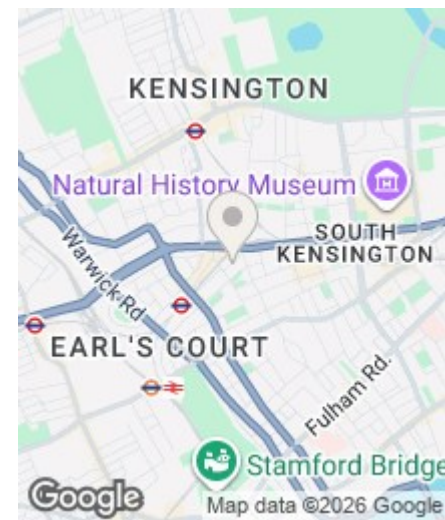 KENSINGTON
Natural History Museum
SOUTH
KENSINGTON
Warwick Rd
EARL'S COURT
Fulham Rd.
Stamford Bridge
Google
Map data ©2026 Google